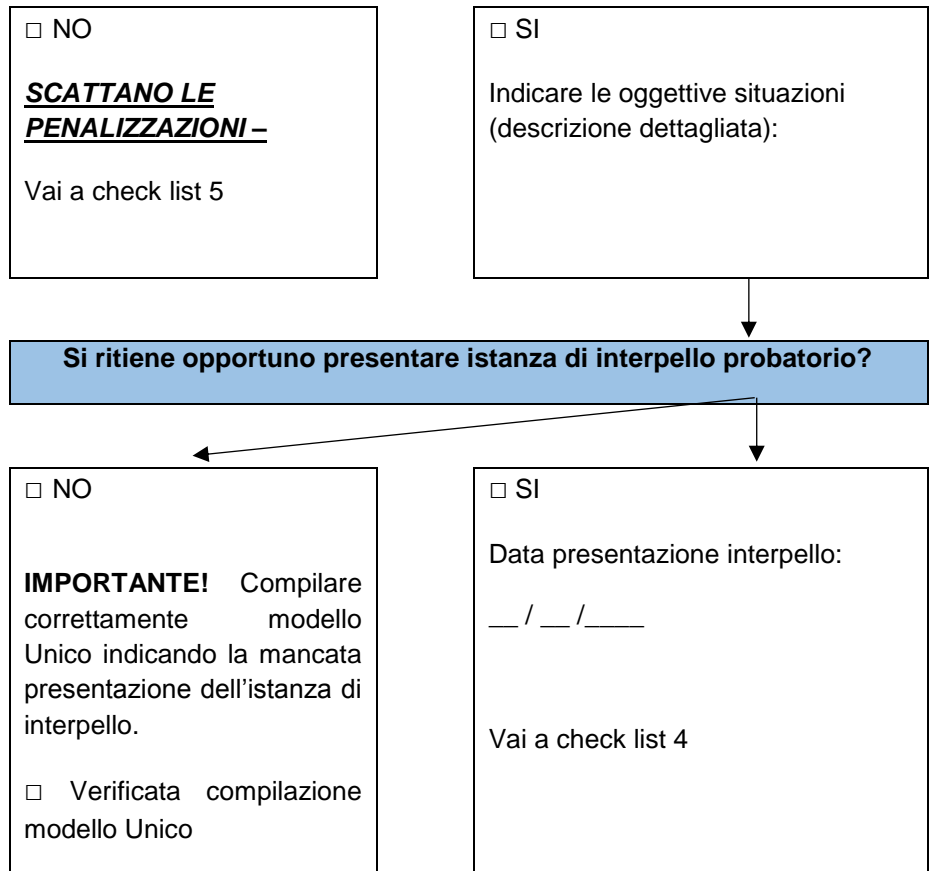 □ NO
SCATTANO LE
PENALIZZAZIONI –
Vai a check list 5
□ SI
Indicare le oggettive situazioni
(descrizione dettagliata):
Si ritiene opportuno presentare istanza di interpello probatorio?
□ NO
IMPORTANTE! Compilare
correttamente modello
Unico indicando la mancata
presentazione dell'istanza di
interpello.
□ Verificata compilazione
modello Unico
□ SI
Data presentazione interpello:
__ / __ /____
Vai a check list 4